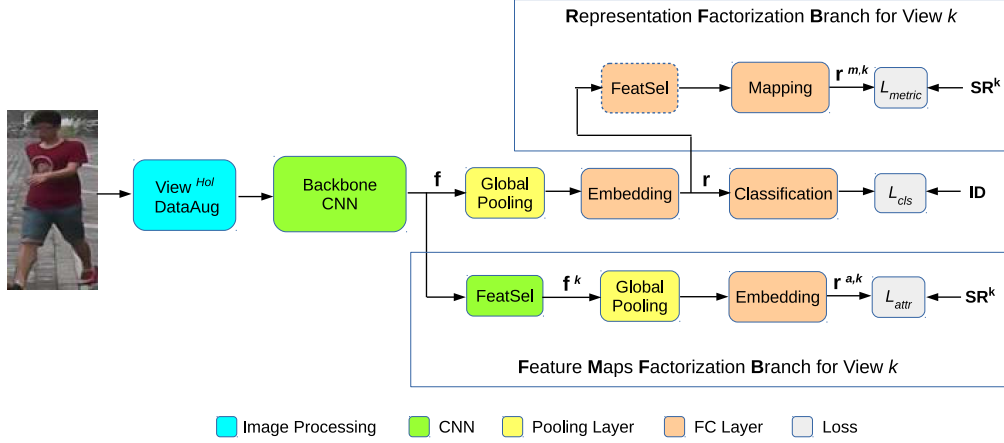 Representation Factorization Branch for View k
FeatSel
Mapping
r m,k
L metric
SR k
View Hol
DataAug
Backbone
CNN
f
Global
Pooling
Embedding
r
Classification
L cls
ID
FeatSel
f k
Global
Pooling
Embedding
r a,k
L attr
SR k
Feature Maps Factorization Branch for View k
Image Processing
CNN
Pooling Layer
FC Layer
Loss